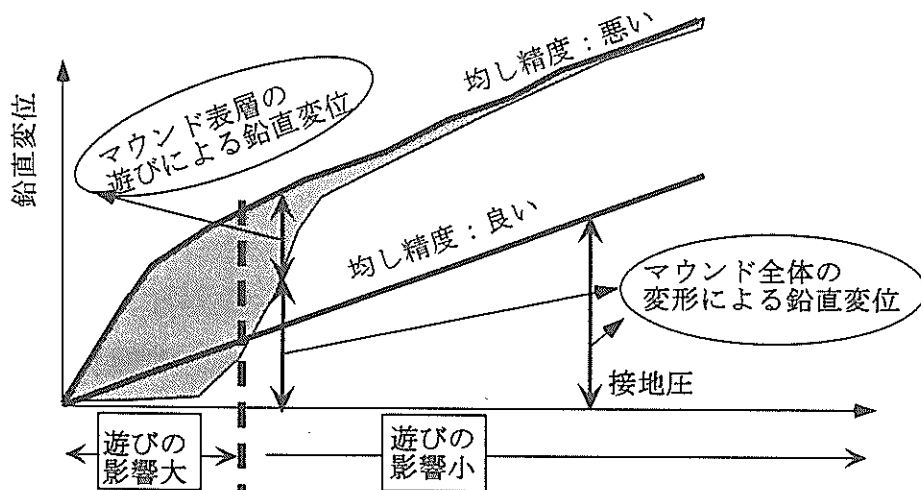 均し精度：悪い
マウンド表層の
遊びによる鉛直変位
鉛直変位
均し精度：良い
マウンド全体の
変形による鉛直変位
接地圧
遊びの
影響大
遊びの
影響小